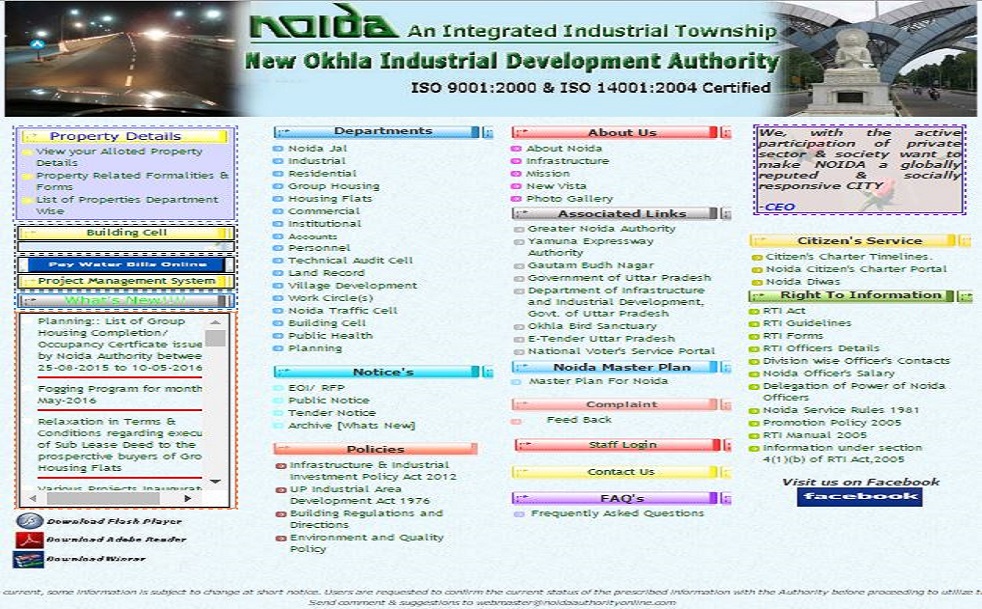 noida An Integrated Industrial Township
New Okhla Industrial Development Authority
ISO 9001:2000 & ISO 14001:2004 Certified
Property Details
View your Alloted Property
Details
Property Related Formalities &
Forms
List of Properties Department
Wise
Building Cell
Pay Water Bills Online
Project Management System
What's New!!!!
Planning:: List of Group
Housing Completion/
Occupancy Certficate issue
by Noida Authority betwee
25-08-2015 to 10-05-2016
Fogging Program for month
May-2016
Relaxation in Terms &
Conditions regarding execu
of Sub Lease Deed to the
prosperctive buyers of Gro
Housing Flats
Various Projects Inaugurat
Download Flash Player
Download Adobe Reader
Download Winrar
Departments
Noida Jal
Industrial
Residential
Group Housing
Housing Flats
Commercial
Institutional
Accounts
Personnel
Technical Audit Cell
Land Record
Village Development
Work Circle(s)
Noida Traffic Cell
Building Cell
Public Health
Planning
Notice's
EOI/ RFP
Public Notice
Tender Notice
Archive [Whats New]
Policies
Infrastructure & Industrial
Investment Policy Act 2012
UP Industrial Area
Development Act 1976
Building Regulations and
Directions
Environment and Quality
Policy
About Us
About Noida
Infrastructure
Mission
New Vista
Photo Gallery
Associated Links
Greater Noida Authority
Yamuna Expressway
Authority
Gautam Budh Nagar
Government of Uttar Pradesh
Department of Infrastructure
and Industrial Development,
Govt. of Uttar Pradesh
Okhla Bird Sanctuary
E-Tender Uttar Pradesh
National Voter's Service Portal
Noida Master Plan
Master Plan For Noida
Complaint
Feed Back
Staff Login
Contact Us
FAQ's
Frequently Asked Questions
We, with the active
participation of private
sector & society want to
make NOIDA a globally
reputed & socially
responsive CITY
-CEO
Citizen's Service
Citizen's Charter Timelines.
Noida Citizen's Charter Portal
Noida Diwas
Right To Information
RTI Act
RTI Guidelines
RTI Forms
RTI Officers Details
Division wise Officer's Contacts
Noida Officer's Salary
Delegation of Power of Noida
Officers
Noida Service Rules 1981
Promotion Policy 2005
RTI Manual 2005
Information under section
4(1)(b) of RTI Act,2005
Visit us on Facebook
facebook
current, some information is subject to change at short notice. Users are requested to confirm the current status of the prescribed information with the Authority before proceeding to utilize t
Send comment & suggestions to webmaster@noidaauthorityonline.com